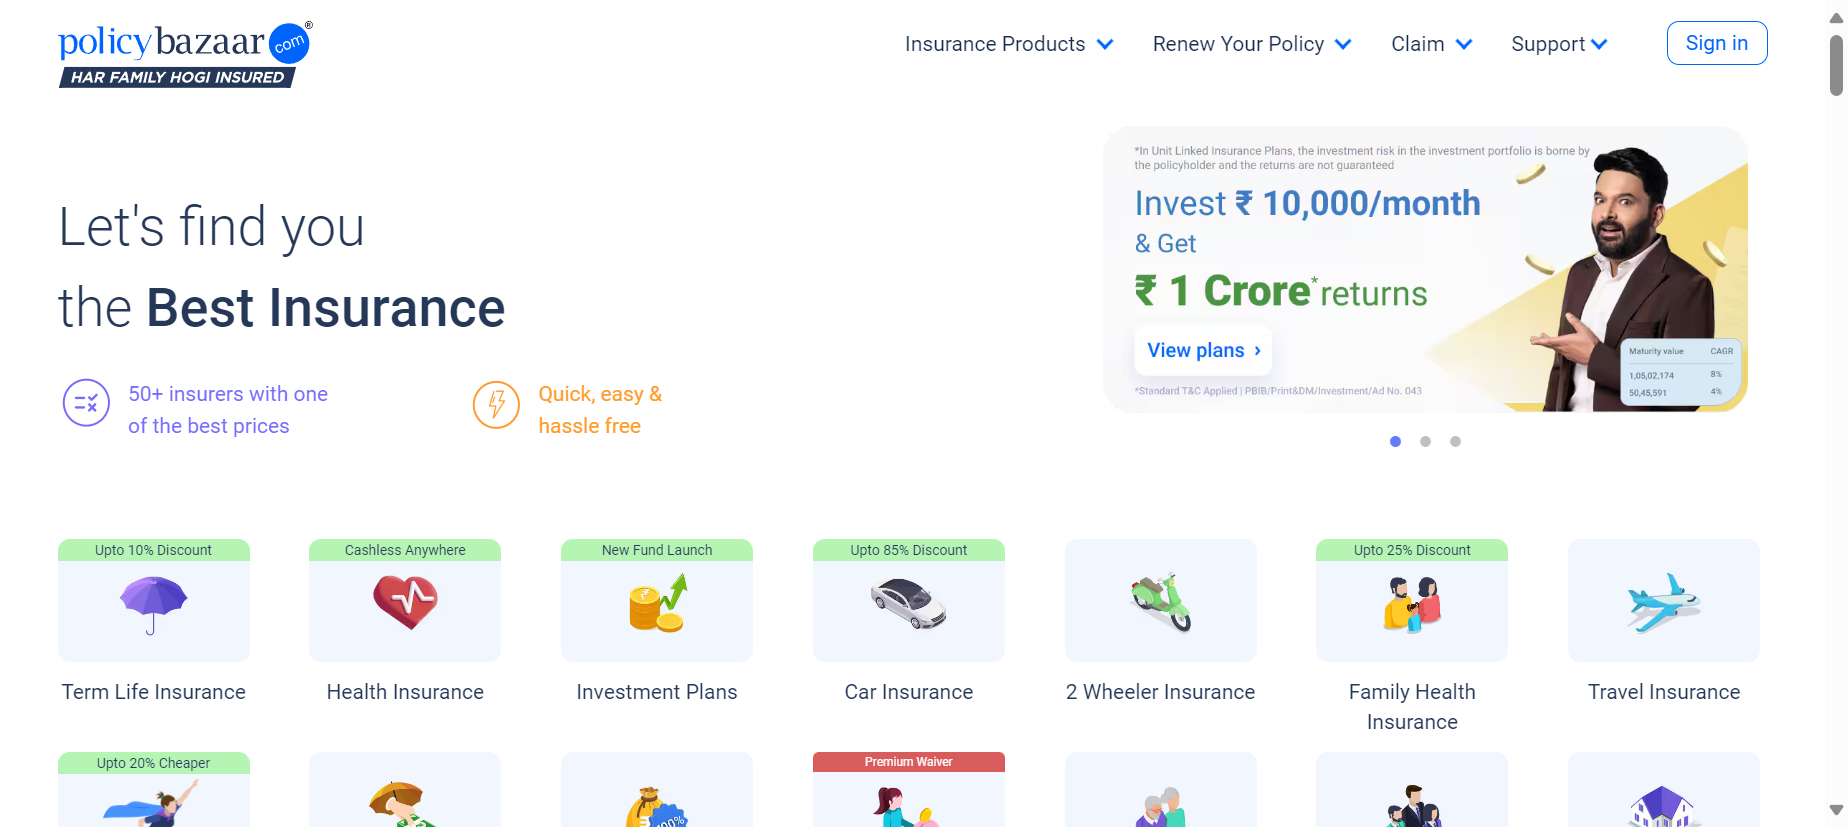 policybazaar com ®
HAR FAMILY HOGI INSURED
Insurance Products
Renew Your Policy
Claim
Support
Sign in
Let's find you
the Best Insurance
50+ insurers with one
of the best prices
Quick, easy &
hassle free
*In Unit Linked Insurance Plans, the investment risk in the investment portfolio is borne by
the policyholder and the returns are not guaranteed
Invest ₹ 10,000/month
& Get
₹ 1 Crore* returns
View plans ›
*Standard T&C Applied | PBIB/Print&DM/Investment/Ad No. 043
Maturity value CAGR
1,05,02,174 8%
50,45,591 4%
Upto 10% Discount
Term Life Insurance
Cashless Anywhere
Health Insurance
New Fund Launch
Investment Plans
Upto 85% Discount
Car Insurance
2 Wheeler Insurance
Upto 25% Discount
Family Health
Insurance
Travel Insurance
Upto 20% Cheaper
100%
Premium Waiver